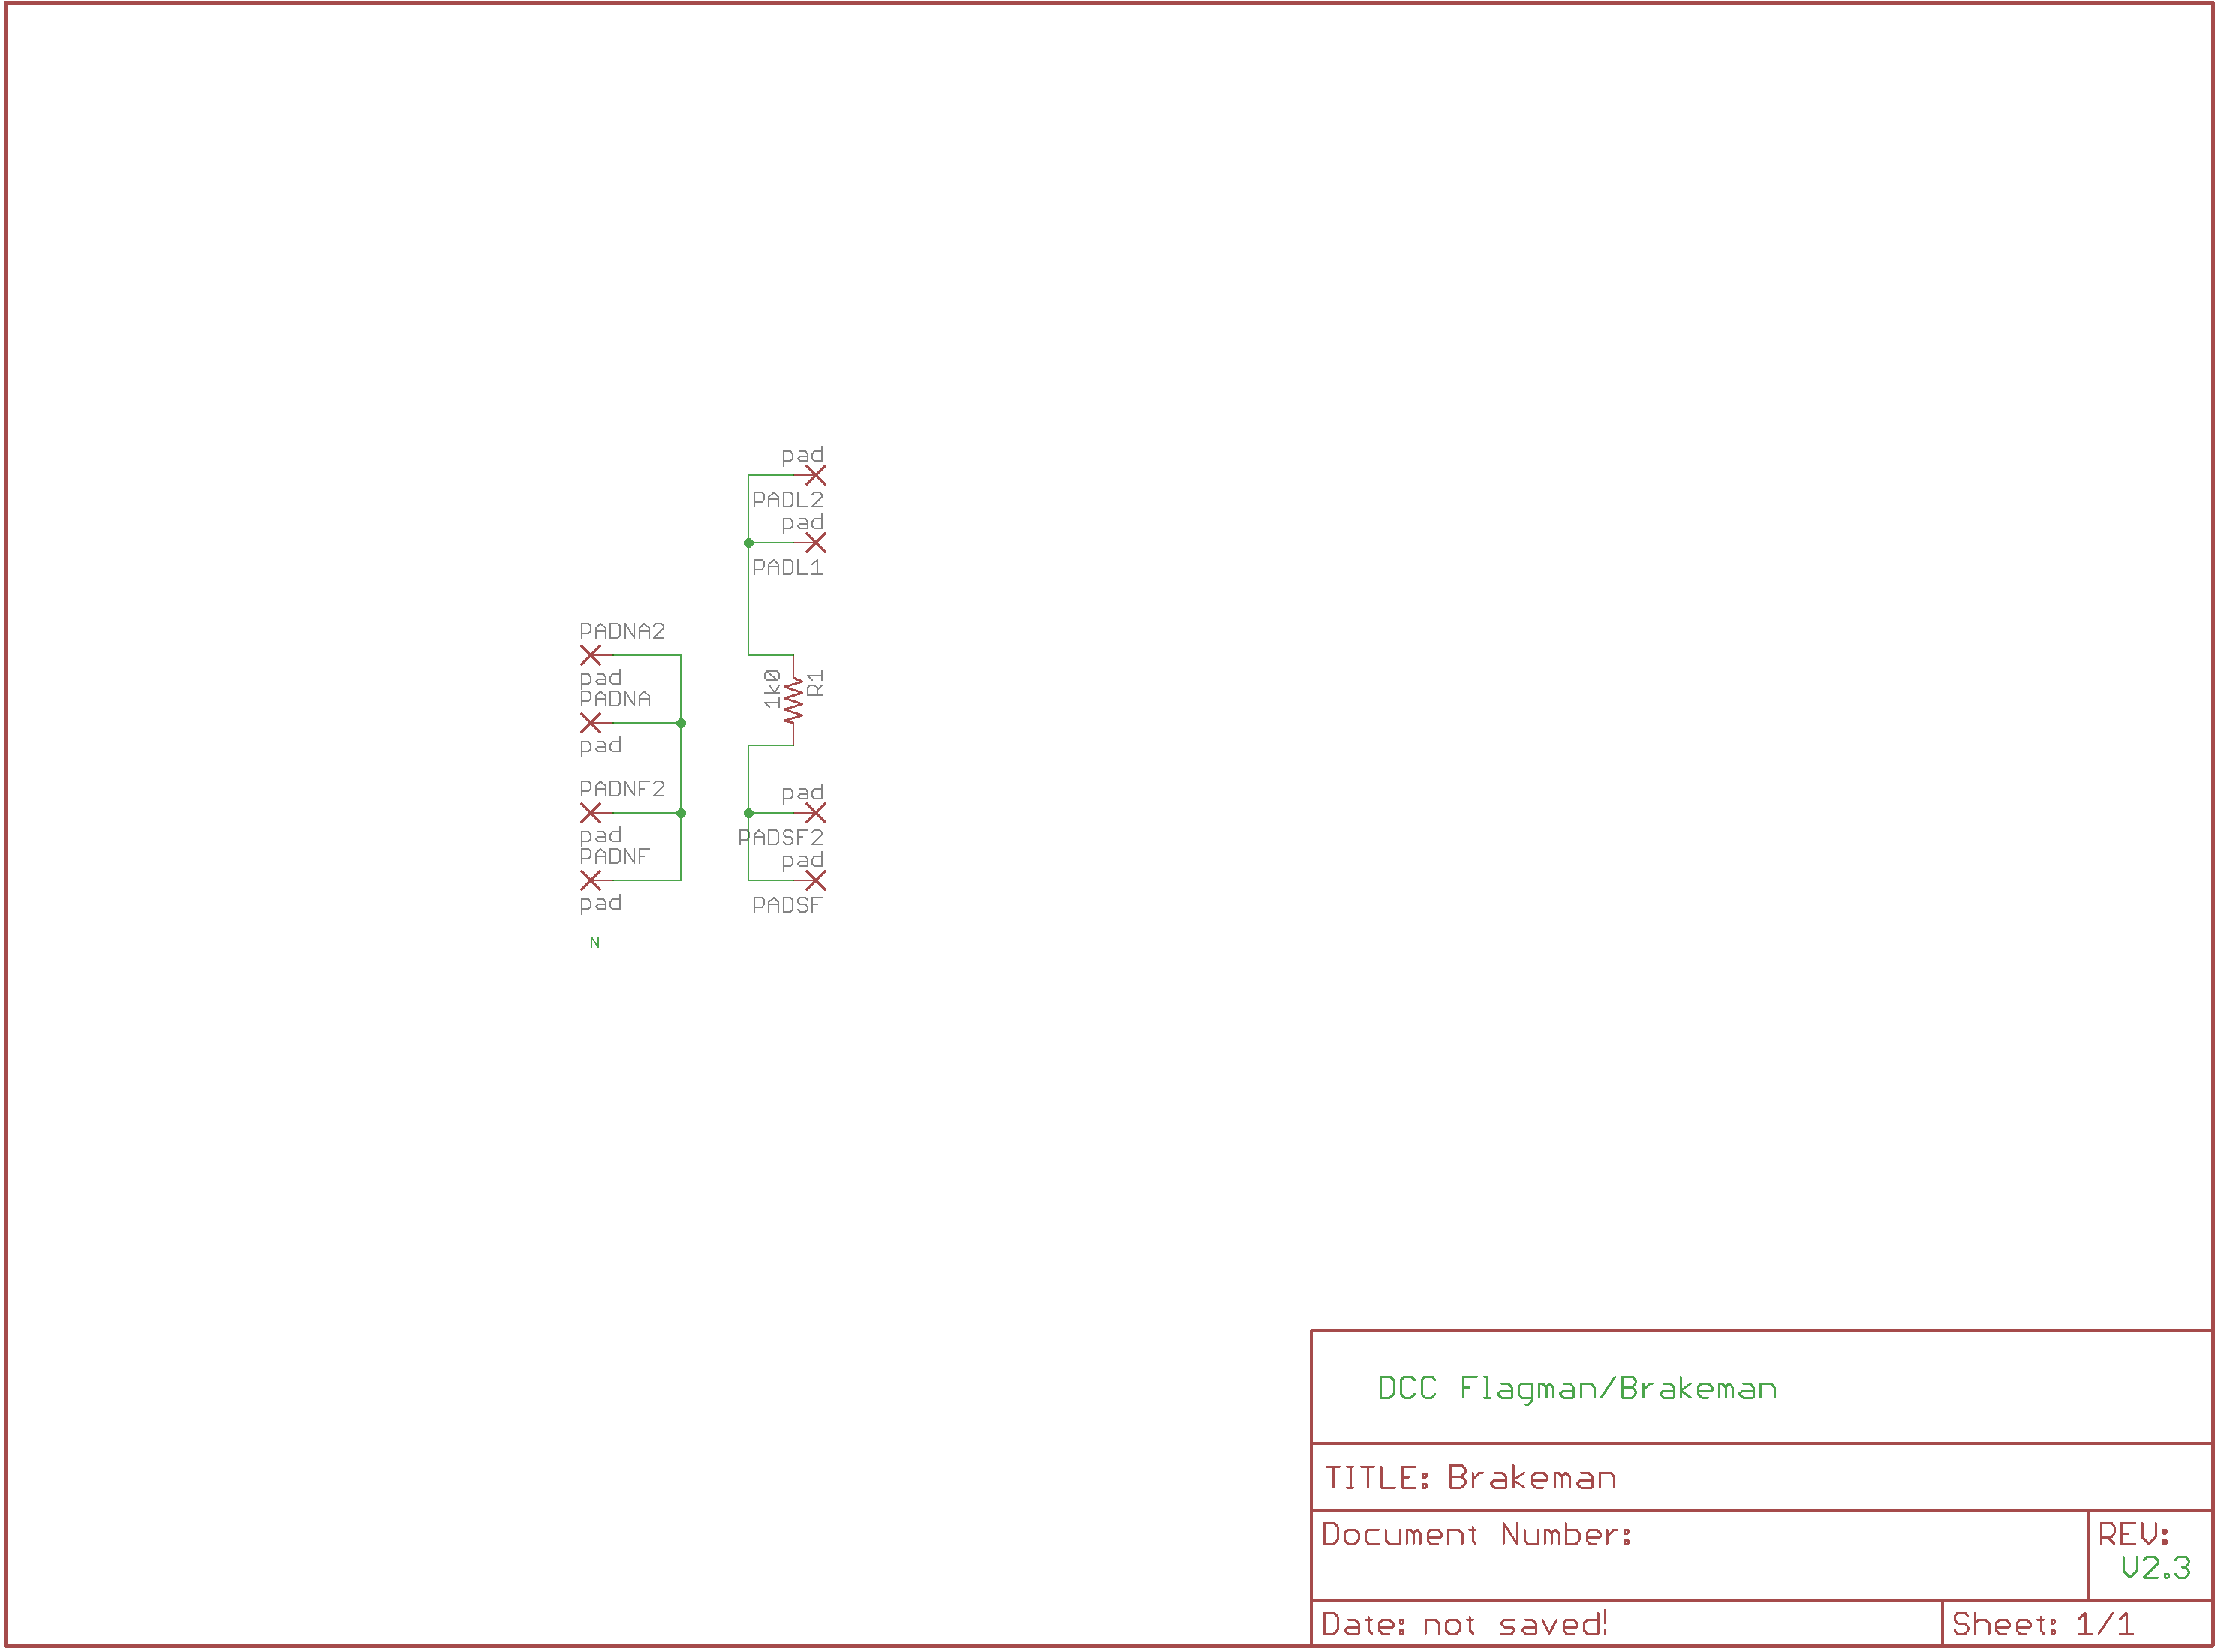 pad
PADL2
pad
PADL1
PADNA2
pad
PADNA
pad
1k0
R1
PADNF2
pad
PADNF
pad
N
pad
PADSF2
pad
PADSF
DCC Flagman/Brakeman
TITLE: Brakeman
Document Number:
REV:
V2.3
Date: not saved!
Sheet: 1/1